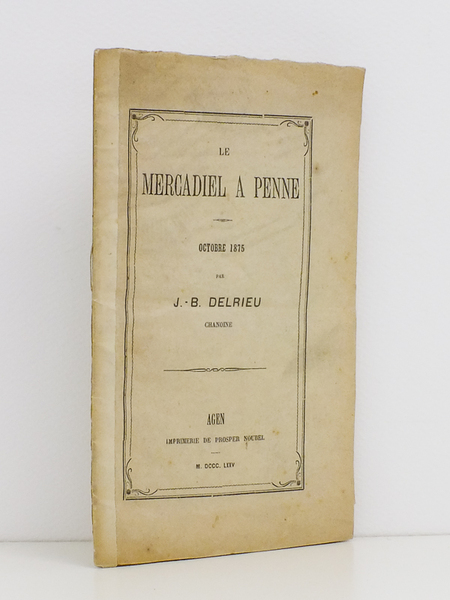 LE
MERCADIEL A PENNE
OCTOBRE 1875
PAR
J.-B. DELRIEU
CHANOINE
AGEN
IMPRIMERIE DE PROSPER NOUBEL
M. DCCC. LXXV